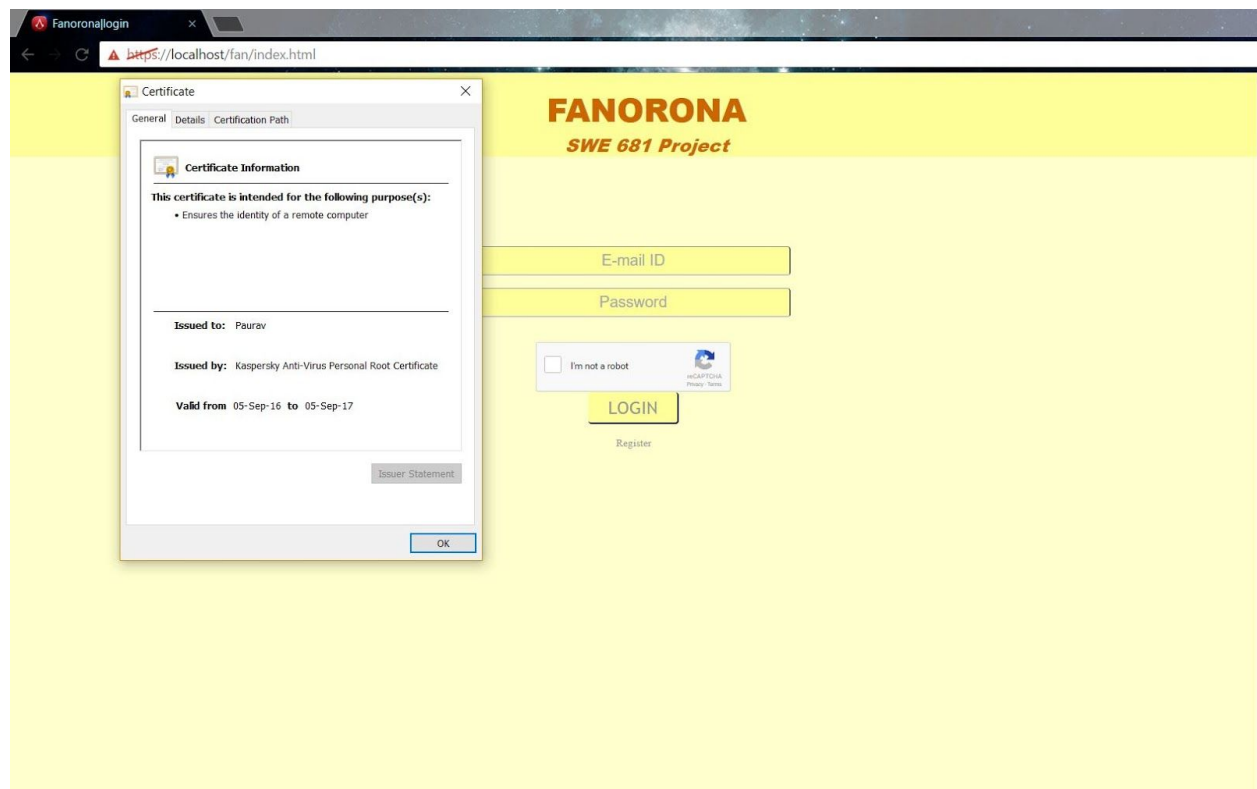 Fanorona|login
https://localhost/fan/index.html
Certificate
General Details Certification Path
Certificate Information
This certificate is intended for the following purpose(s):
• Ensures the identity of a remote computer
Issued to: Paurav
Issued by: Kaspersky Anti-Virus Personal Root Certificate
Valid from 05-Sep-16 to 05-Sep-17
Issuer Statement
OK
FANORONA
SWE 681 Project
E-mail ID
Password
I'm not a robot
reCAPTCHA
Privacy - Terms
LOGIN
Register